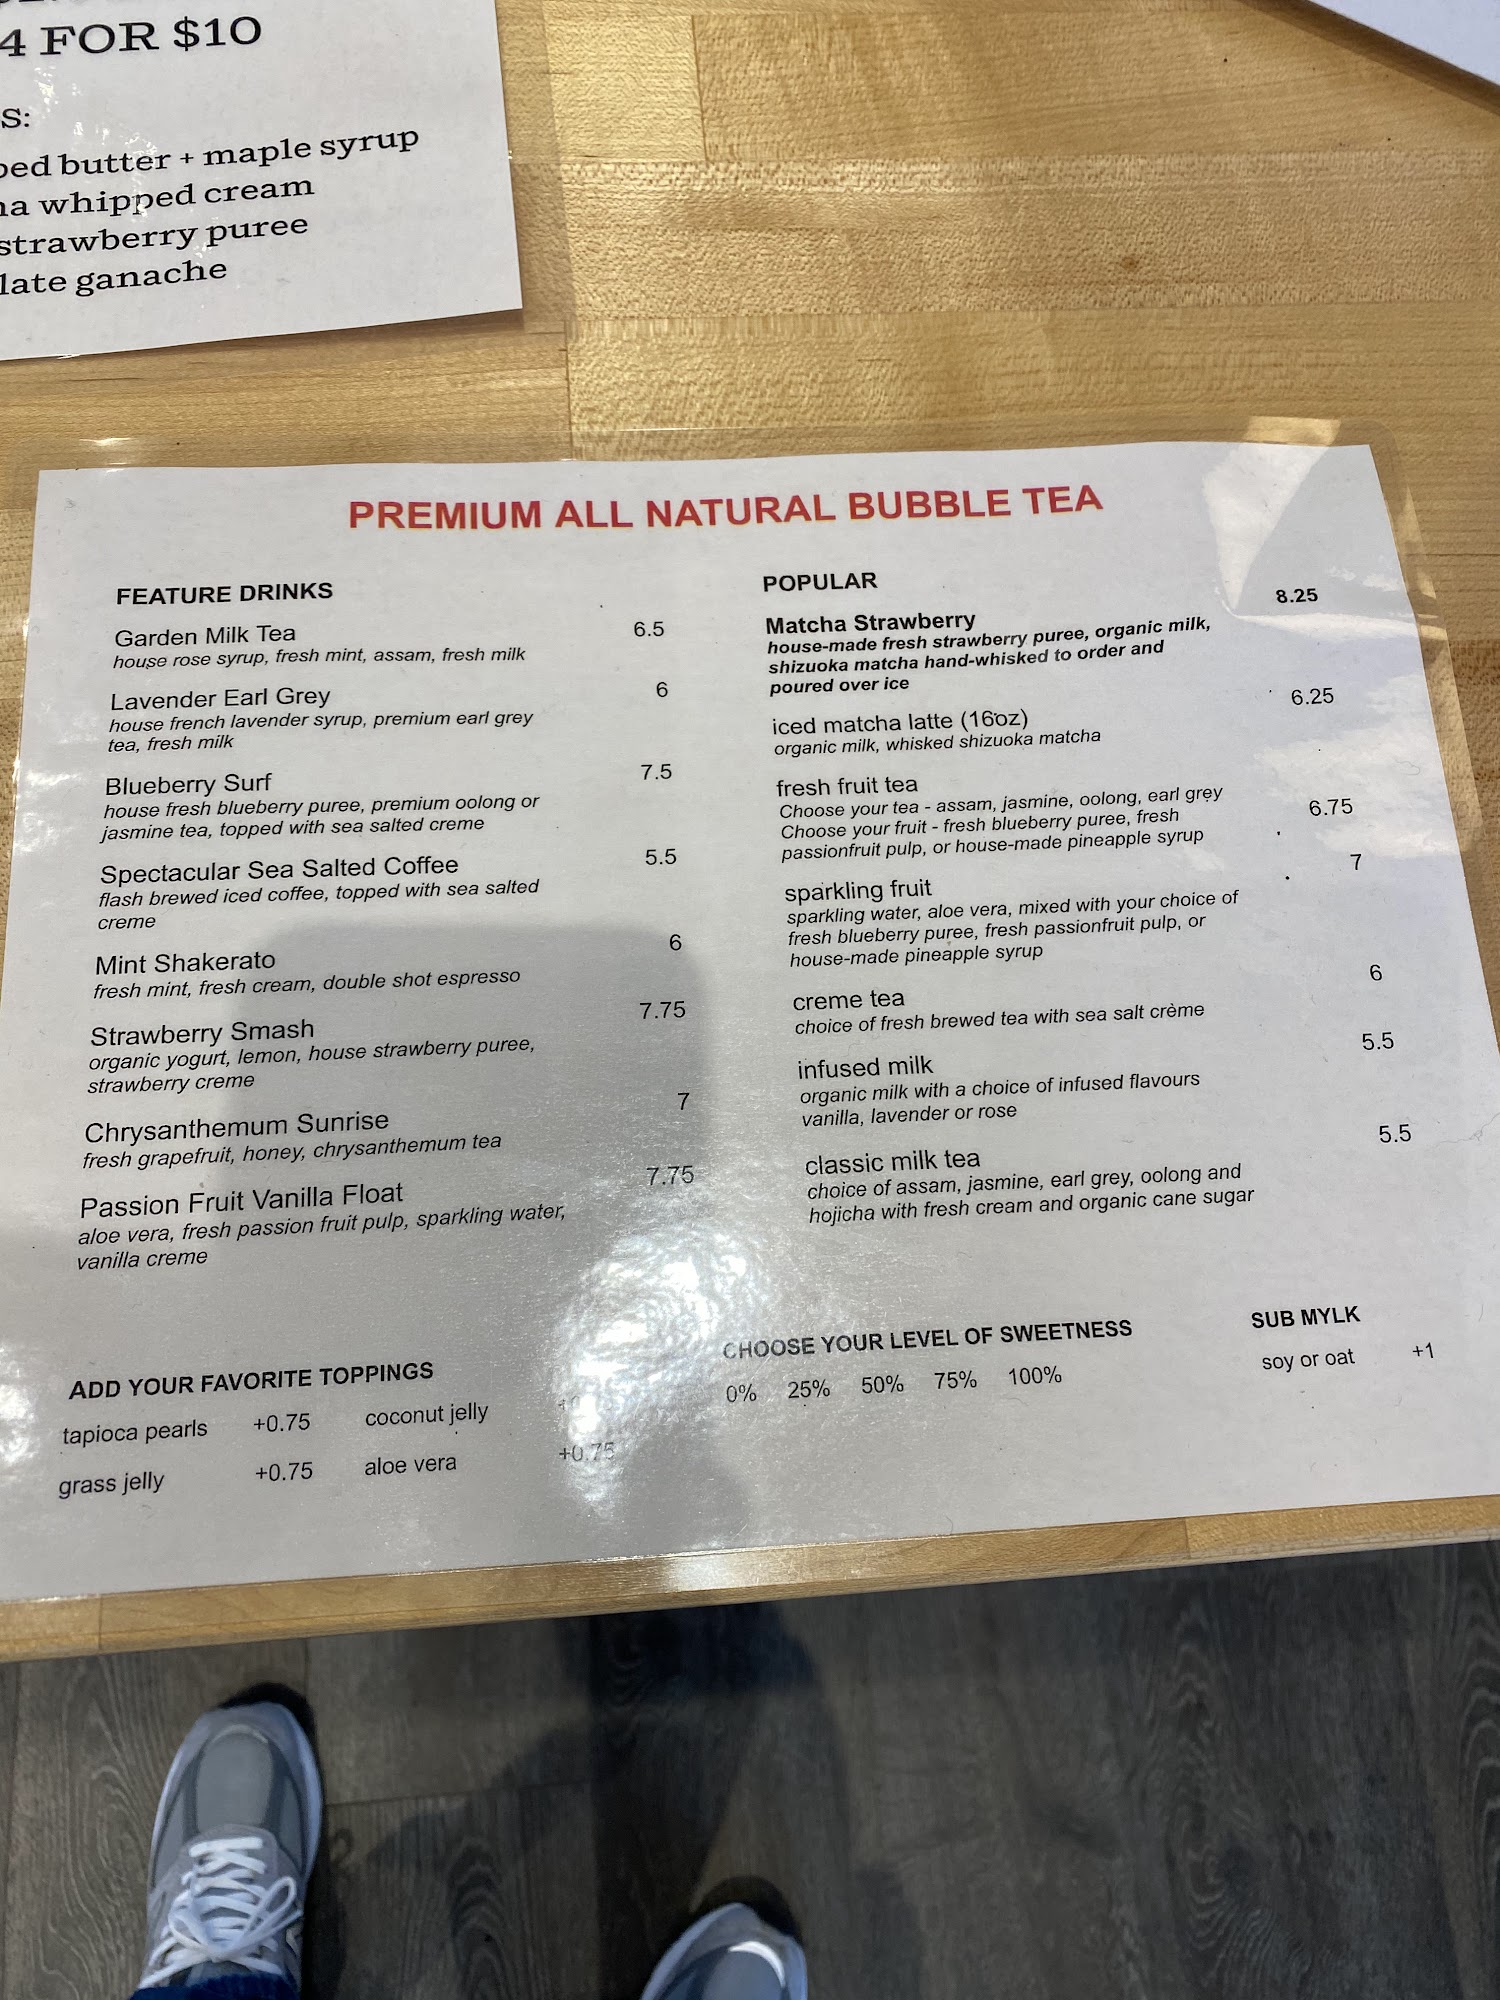 4 FOR $10
S:
butter + maple syrup
whipped cream
strawberry puree
ganache
PREMIUM ALL NATURAL BUBBLE TEA
FEATURE DRINKS
Garden Milk Tea 6.5
house rose syrup, fresh mint, assam, fresh milk
Lavender Earl Grey 6
house french lavender syrup, premium earl grey
tea, fresh milk
Blueberry Surf 7.5
house fresh blueberry puree, premium oolong or
jasmine tea, topped with sea salted creme
Spectacular Sea Salted Coffee 5.5
flash brewed iced coffee, topped with sea salted
creme
Mint Shakerato 6
fresh mint, fresh cream, double shot espresso
Strawberry Smash 7.75
organic yogurt, lemon, house strawberry puree,
strawberry creme
Chrysanthemum Sunrise 7
fresh grapefruit, honey, chrysanthemum tea
Passion Fruit Vanilla Float 7.75
aloe vera, fresh passion fruit pulp, sparkling water,
vanilla creme
POPULAR
Matcha Strawberry 8.25
house-made fresh strawberry puree, organic milk,
shizuoka matcha hand-whisked to order and
poured over ice
iced matcha latte (16oz) 6.25
organic milk, whisked shizuoka matcha
fresh fruit tea 6.75
Choose your tea - assam, jasmine, oolong, earl grey
Choose your fruit - fresh blueberry puree, fresh
passionfruit pulp, or house-made pineapple syrup
sparkling fruit 7
sparkling water, aloe vera, mixed with your choice of
fresh blueberry puree, fresh passionfruit pulp, or
house-made pineapple syrup
creme tea 6
choice of fresh brewed tea with sea salt crème
infused milk 5.5
organic milk with a choice of infused flavours
vanilla, lavender or rose
classic milk tea 5.5
choice of assam, jasmine, earl grey, oolong and
hojicha with fresh cream and organic cane sugar
ADD YOUR FAVORITE TOPPINGS
tapioca pearls +0.75 coconut jelly
grass jelly +0.75 aloe vera +0.75
CHOOSE YOUR LEVEL OF SWEETNESS
0% 25% 50% 75% 100%
SUB MYLK
soy or oat +1